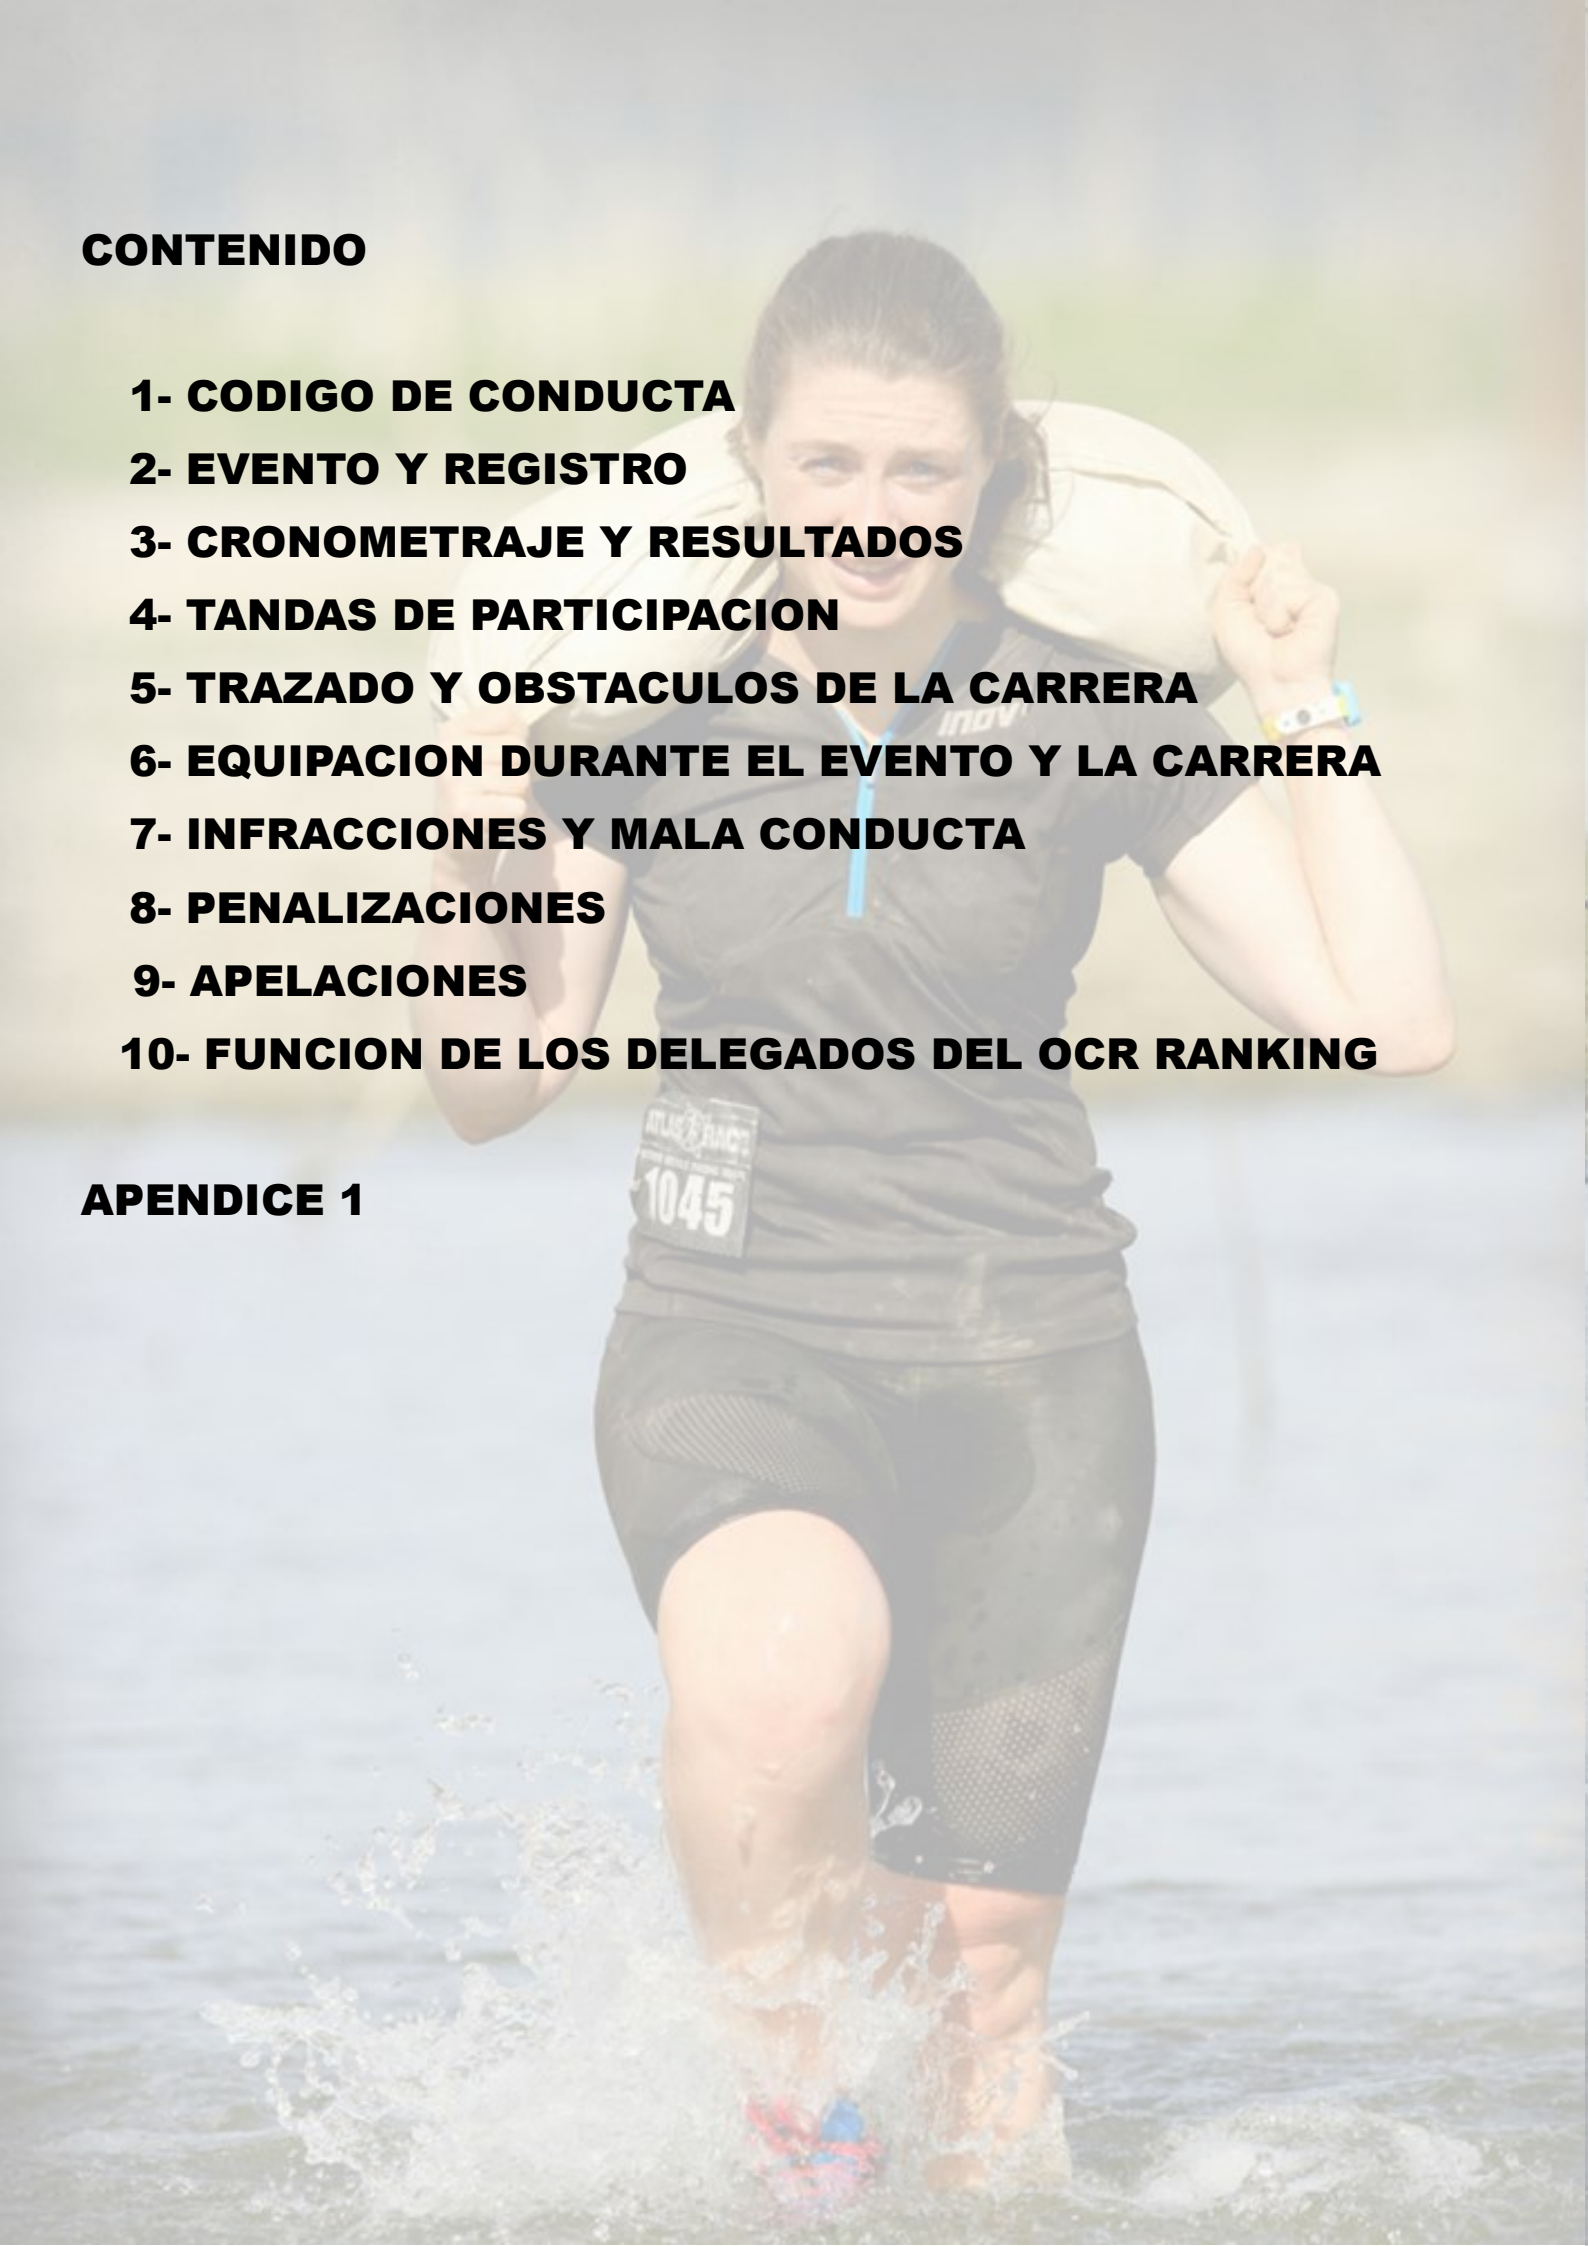 CONTENIDO
1- CODIGO DE CONDUCTA
2- EVENTO Y REGISTRO
3- CRONOMETRAJE Y RESULTADOS
4- TANDAS DE PARTICIPACION
5- TRAZADO Y OBSTACULOS DE LA CARRERA
6- EQUIPACION DURANTE EL EVENTO Y LA CARRERA
7- INFRACCIONES Y MALA CONDUCTA
8- PENALIZACIONES
9- APELACIONES
10- FUNCION DE LOS DELEGADOS DEL OCR RANKING
APENDICE 1
ATLAS RACE
1045